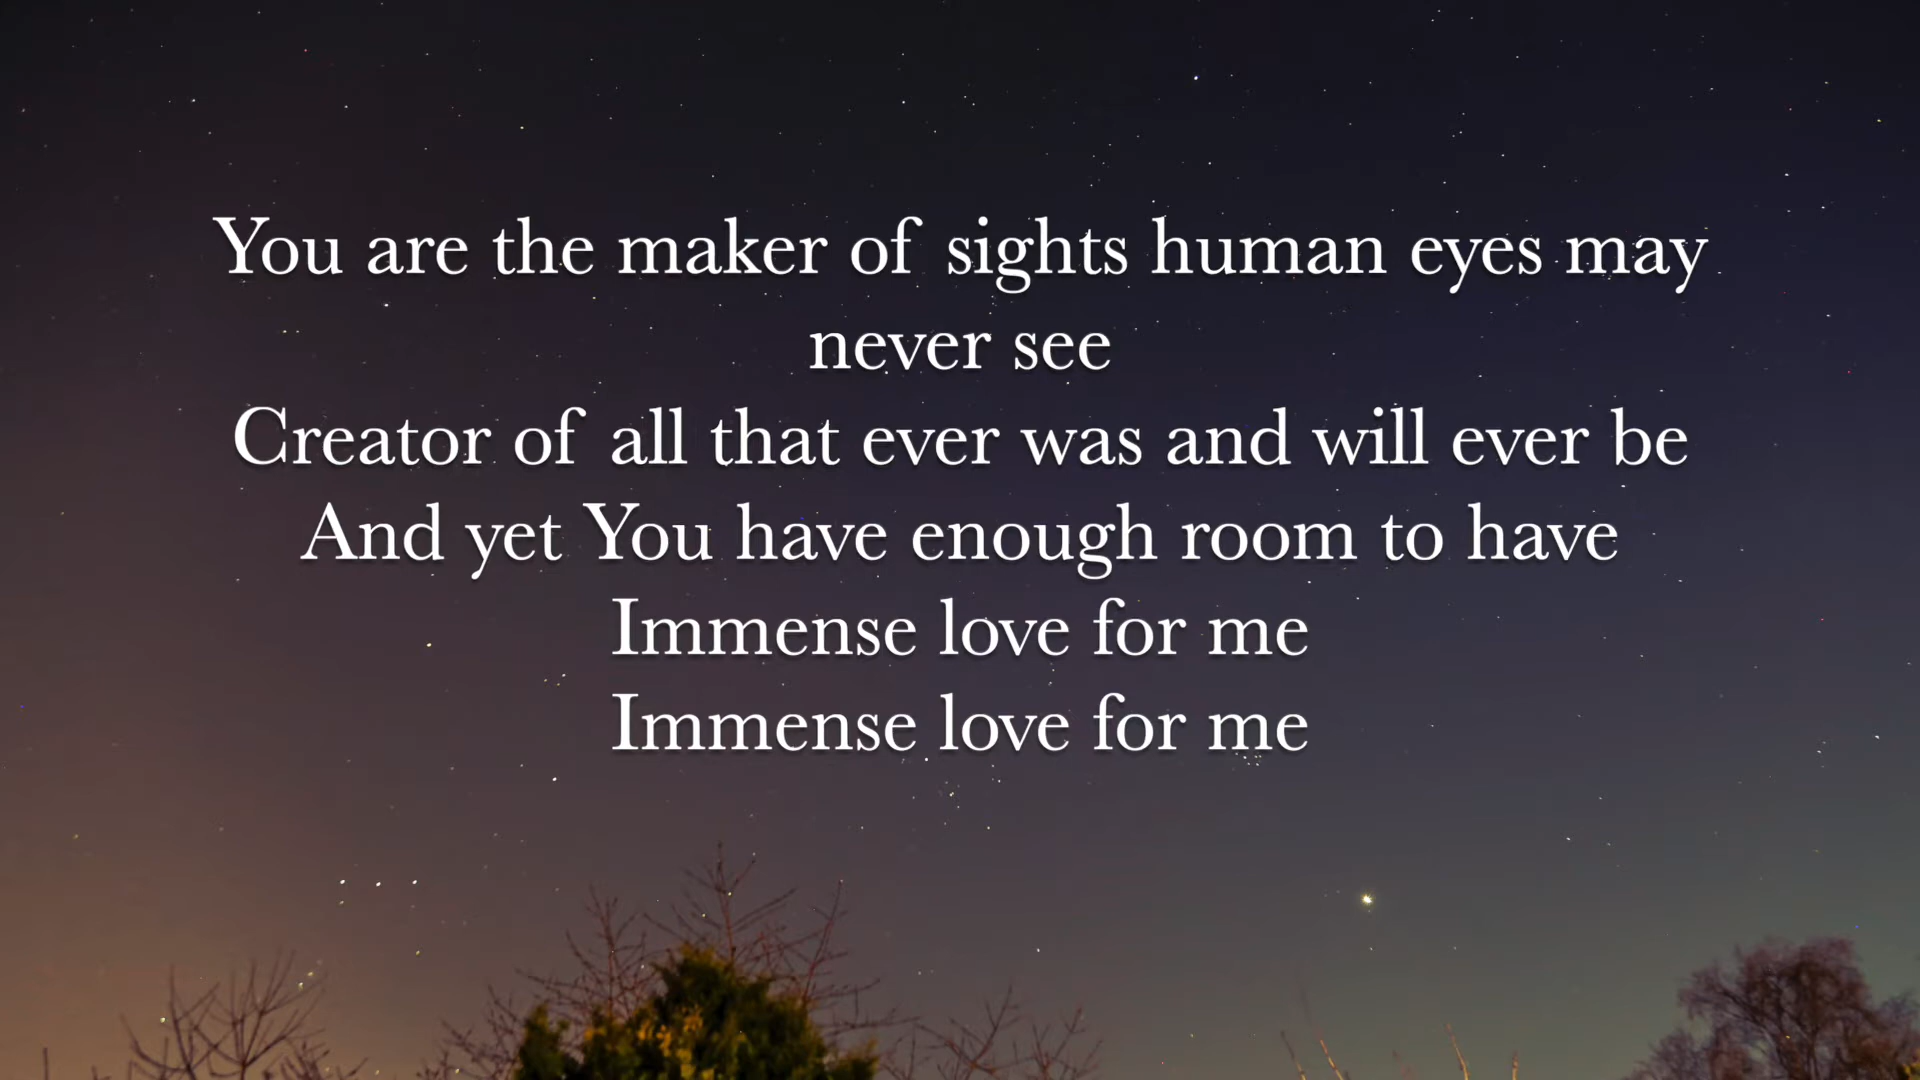 You are the maker of sights human eyes may
never see
Creator of all that ever was and will ever be
And yet You have enough room to have
Immense love for me
Immense love for me